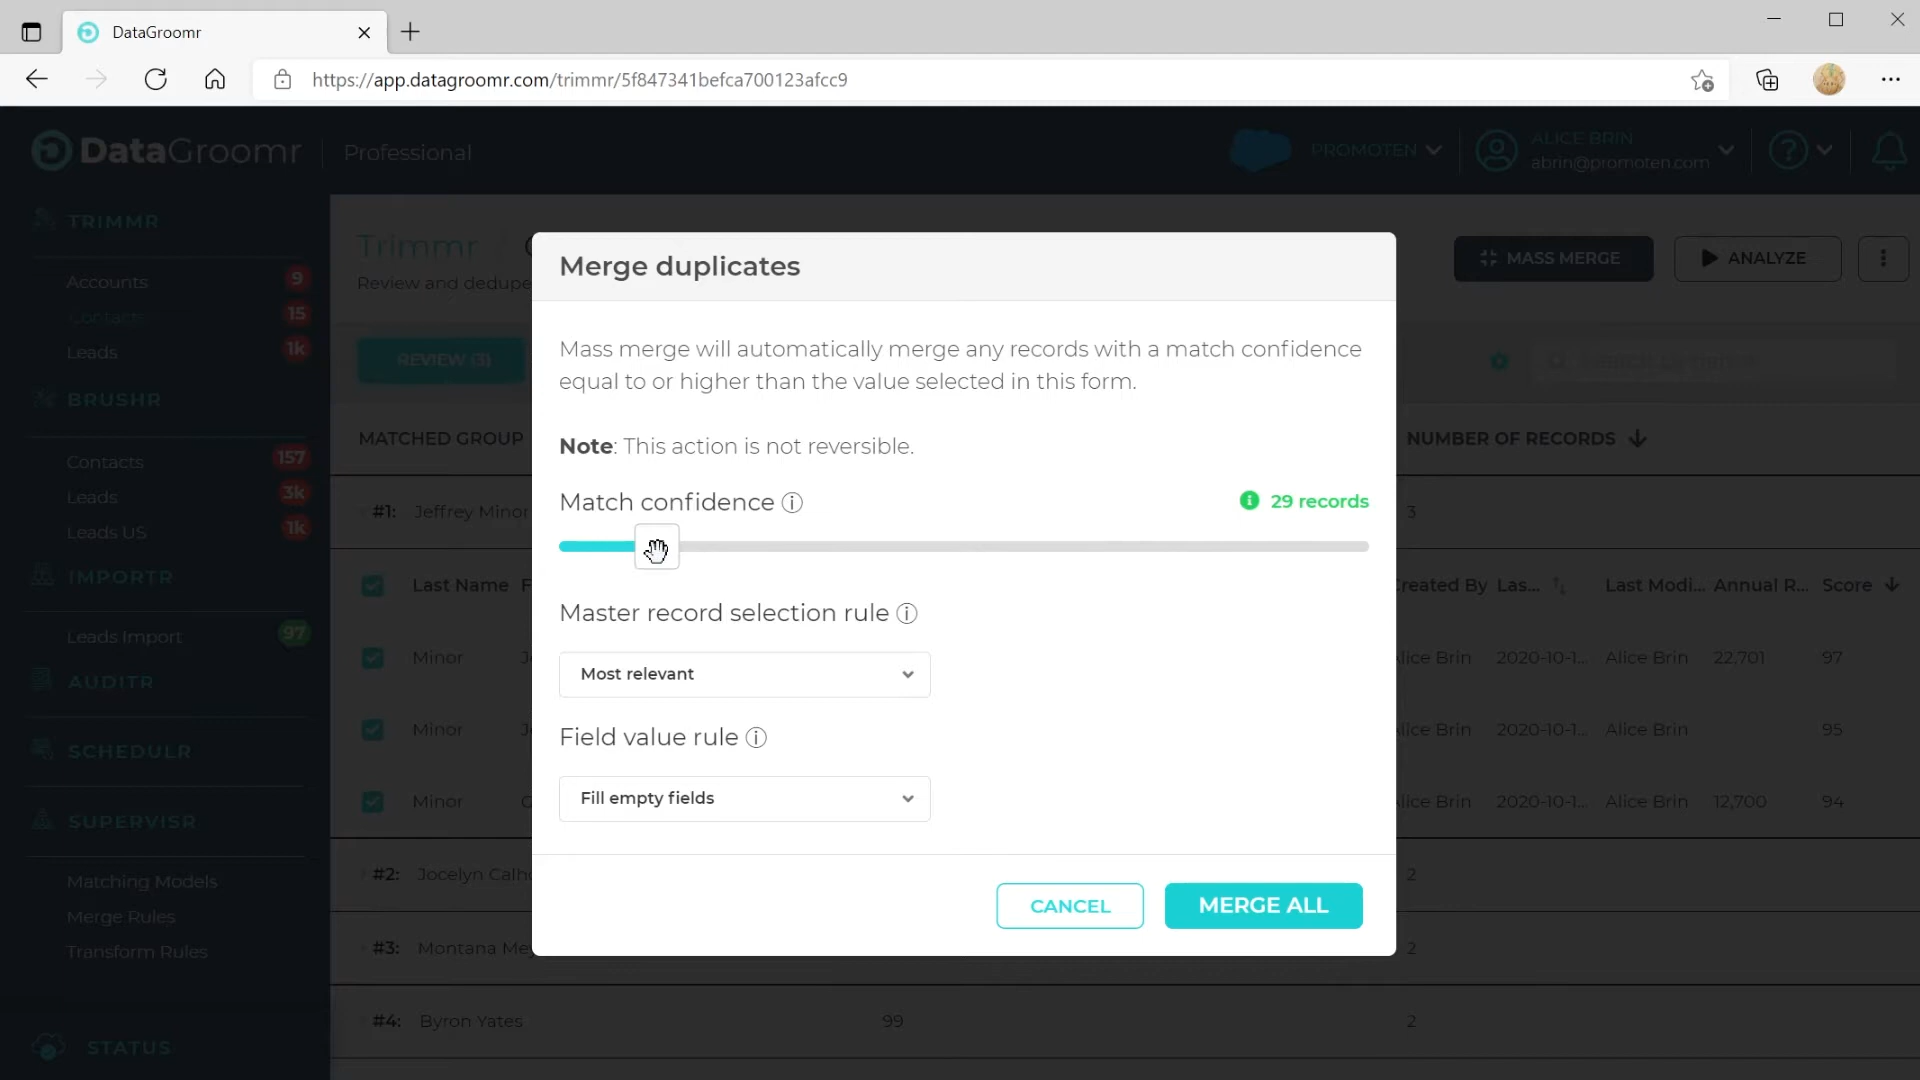 DataGroomr
https://app.datagroomr.com/trimmr/5f847341befca700123afcc9
DataGroomr
Professional
PROMOTEN
ALICE BRIN
abrin@promoten.com
TRIMMR
Accounts 9
Contacts 15
Leads 1k
BRUSHR
Contacts 157
Leads 3k
Leads US 1k
IMPORTR
Leads Import 97
AUDITR
SCHEDULR
SUPERVISR
Matching Models
Merge Rules
Transform Rules
STATUS
Trimmr
Review and dedupe
MASS MERGE
ANALYZE
REVIEW (3)
MATCHED GROUP
NUMBER OF RECORDS
#1: Jeffrey Minor 3
Last Name F
Created By Las... Last Modi... Annual R... Score
Minor
Alice Brin 2020-10-1... Alice Brin 22,701 97
Minor
Alice Brin 2020-10-1... Alice Brin 95
Minor
Alice Brin 2020-10-1... Alice Brin 12,700 94
#2: Jocelyn Calh 2
#3: Montana Me 2
#4: Byron Yates 99 2
Merge duplicates
Mass merge will automatically merge any records with a match confidence
equal to or higher than the value selected in this form.
Note: This action is not reversible.
Match confidence
29 records
Master record selection rule
Most relevant
Field value rule
Fill empty fields
CANCEL
MERGE ALL